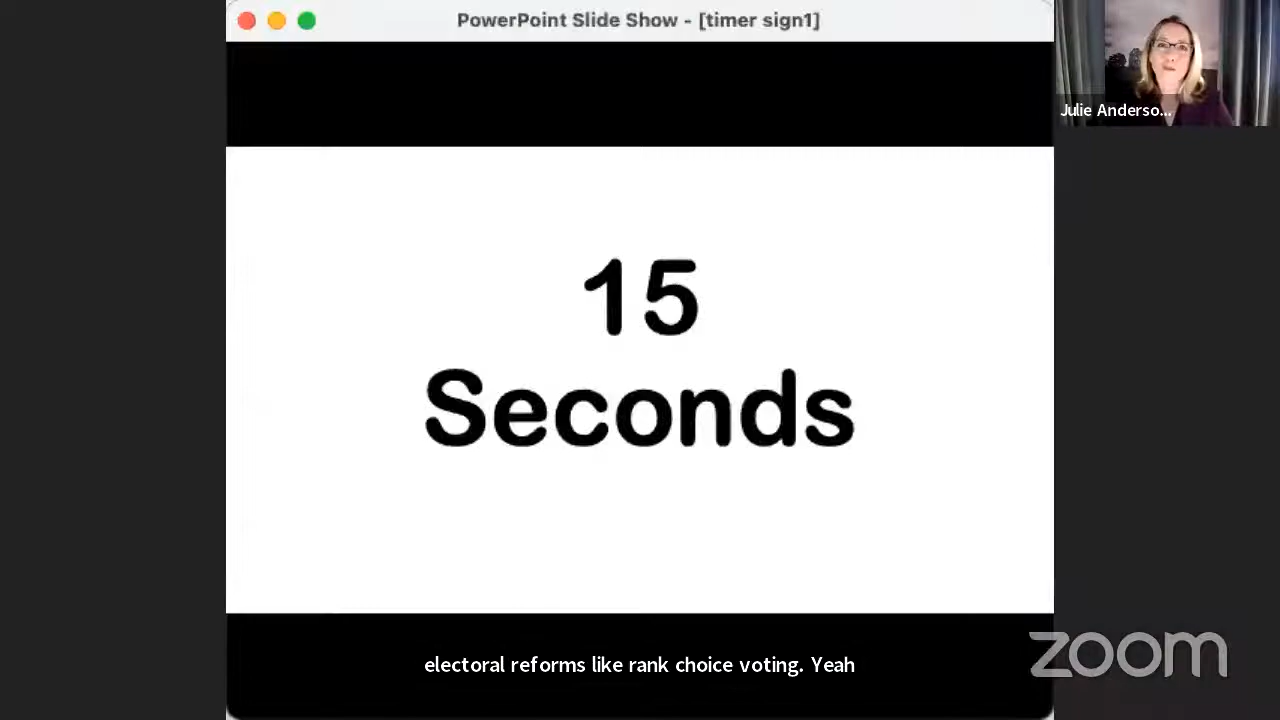 PowerPoint Slide Show - [timer sign1]
Julie Anderso...
15
Seconds
electoral reforms like rank choice voting. Yeah
zoom